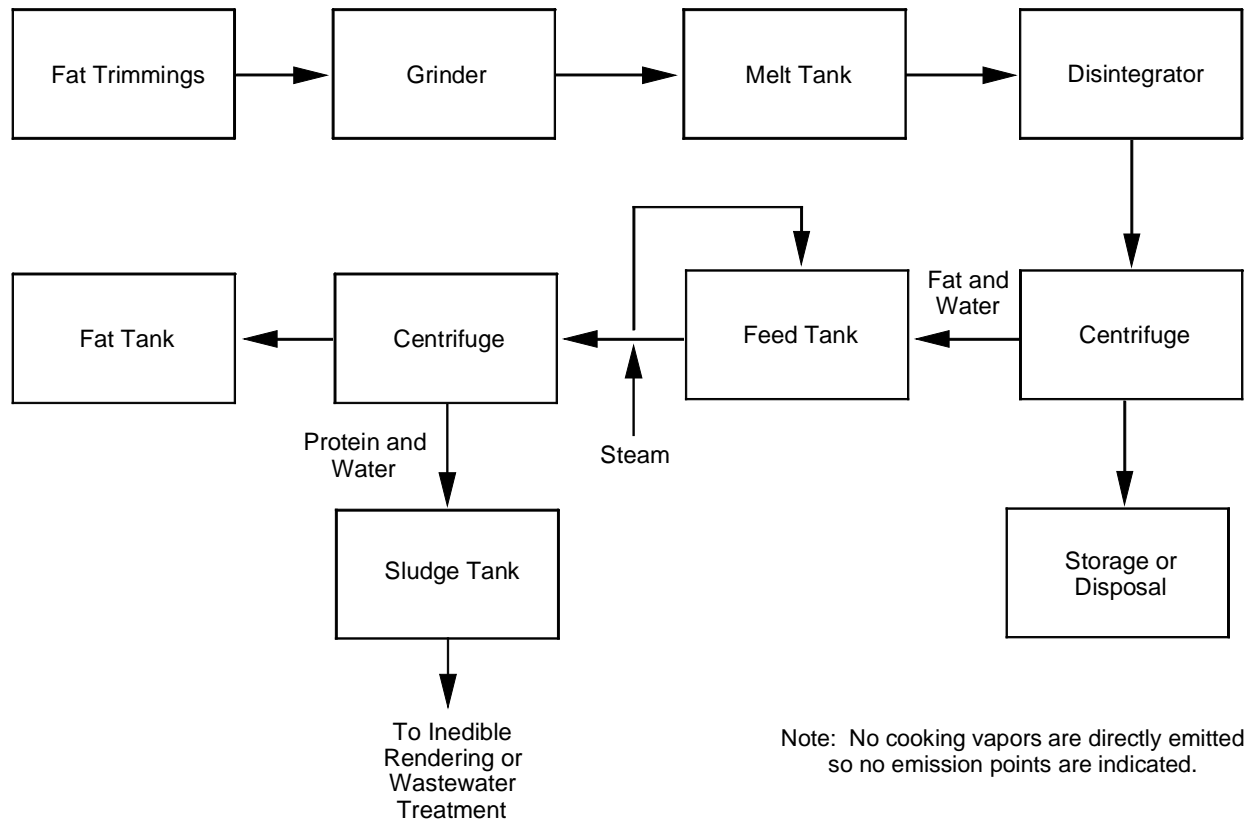 Fat Trimmings
Grinder
Melt Tank
Disintegrator
Fat Tank
Centrifuge
Feed Tank
Fat and
Water
Centrifuge
Protein and
Water
Steam
Sludge Tank
Storage or
Disposal
To Inedible
Rendering or
Wastewater
Treatment
Note: No cooking vapors are directly emitted
so no emission points are indicated.